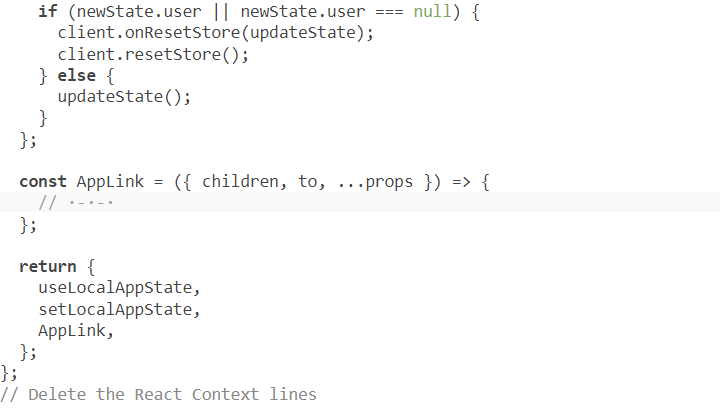 if (newState.user || newState.user === null) {
      client.onResetStore(updateState);
      client.resetStore();
    } else {
      updateState();
    }
  };
  const AppLink = ({ children, to, ...props }) => {
    // ·-·-·
  };
  return {
    useLocalAppState,
    setLocalAppState,
    AppLink,
  };
};
// Delete the React Context lines